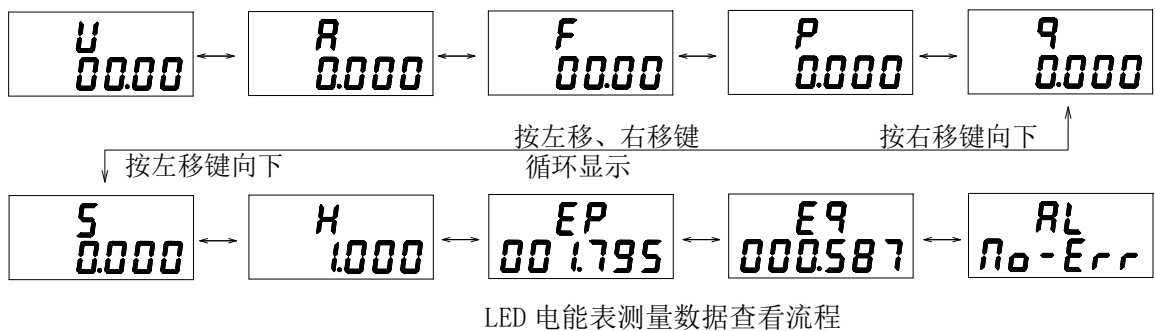 U A F P q
00.00 0.000 00.00 0.000 0.000
按左移、右移键 按右移键向下
按左移键向下 循环显示
S H EP Eq AL
0.000 1.000 001.795 000.587 No-Err
LED 电能表测量数据查看流程